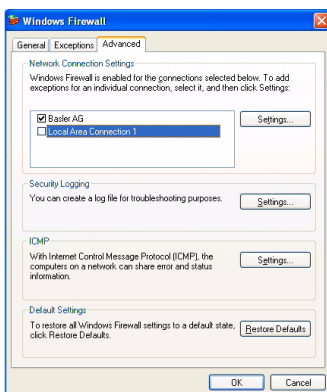 Windows Firewall
General Exceptions Advanced
Network Connection Settings
Windows Firewall is enabled for the connections selected below. To add
exceptions for an individual connection, select it, and then click Settings:
Basler AG
Local Area Connection 1
Settings...
Security Logging
You can create a log file for troubleshooting purposes.
Settings...
ICMP
With Internet Control Message Protocol (ICMP), the
computers on a network can share error and status
information.
Settings...
Default Settings
To restore all Windows Firewall settings to a default state,
click Restore Defaults.
Restore Defaults
OK Cancel